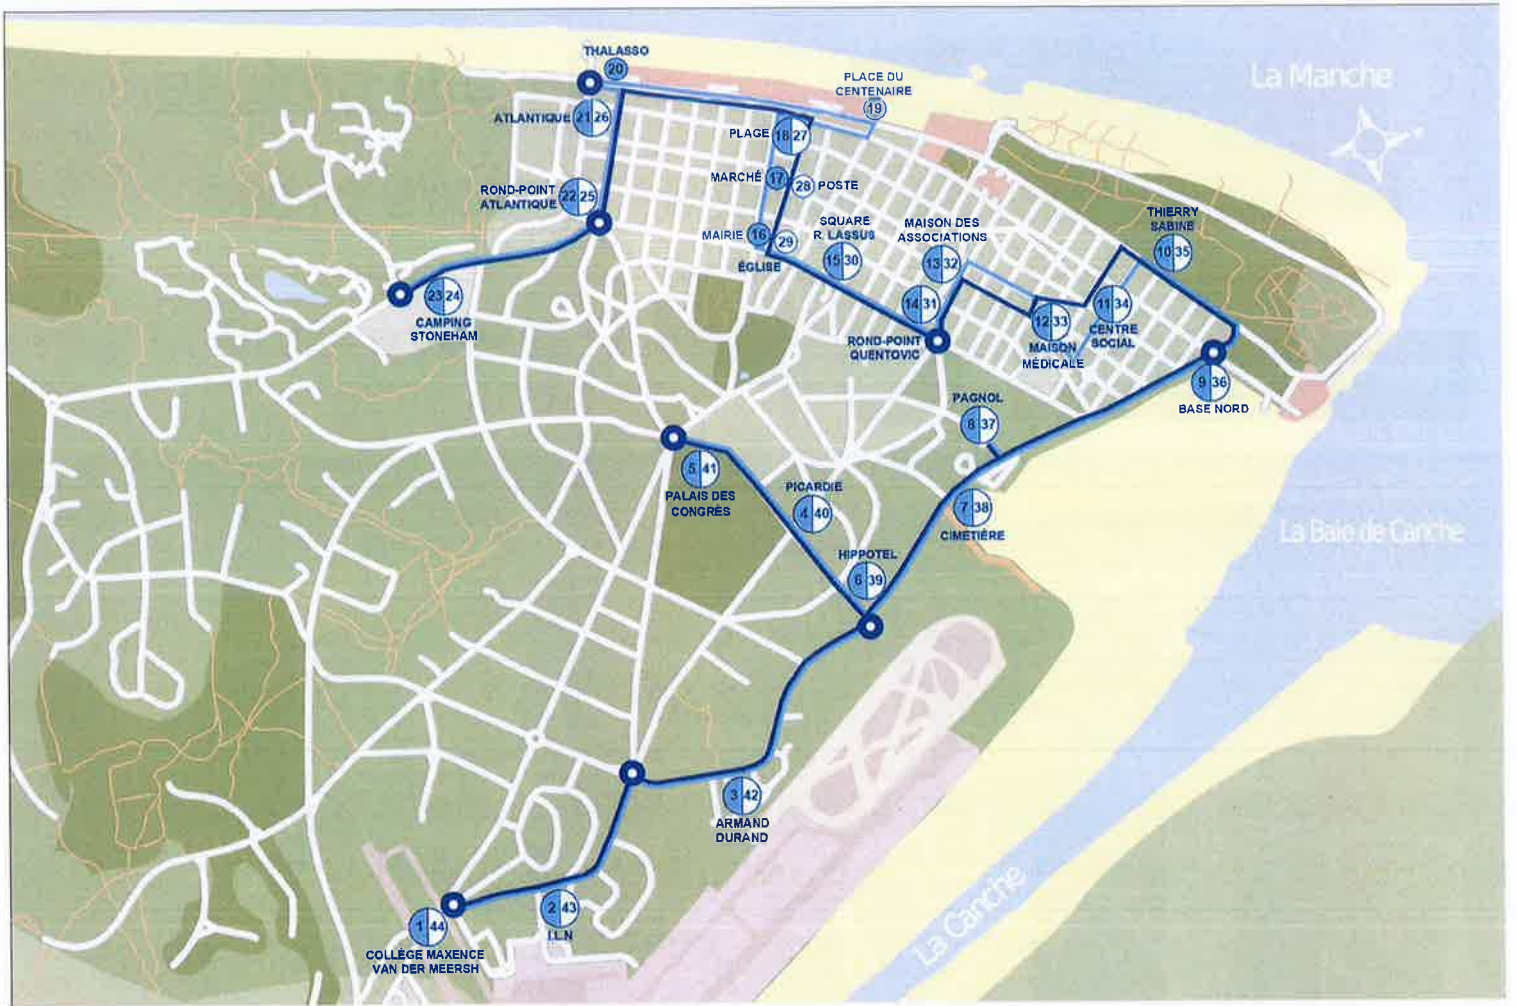 THALASSO
20
PLACE DU
CENTENAIRE
19
La Manche
ATLANTIQUE
21 26
PLAGE
18 27
MARCHÉ
17
28
POSTE
ROND-POINT
ATLANTIQUE
22 25
MAIRIE
16
29
ÉGLISE
SQUARE
R. LASSUS
15 30
MAISON DES
ASSOCIATIONS
13 32
THIERRY
SABINE
10 35
23 24
CAMPING
STONEHAM
14 31
ROND-POINT
QUENTOVIC
12 33
MAISON
MÉDICALE
11 34
CENTRE
SOCIAL
9 36
BASE NORD
PAGNOL
8 37
5 41
PALAIS DES
CONGRÈS
PICARDIE
4 40
7 38
CIMETIÈRE
La Baie de Canche
HIPPOTEL
6 39
3 42
ARMAND
DURAND
La Canche
1 44
COLLÈGE MAXENCE
VAN DER MEERSH
2 43
I.L.N